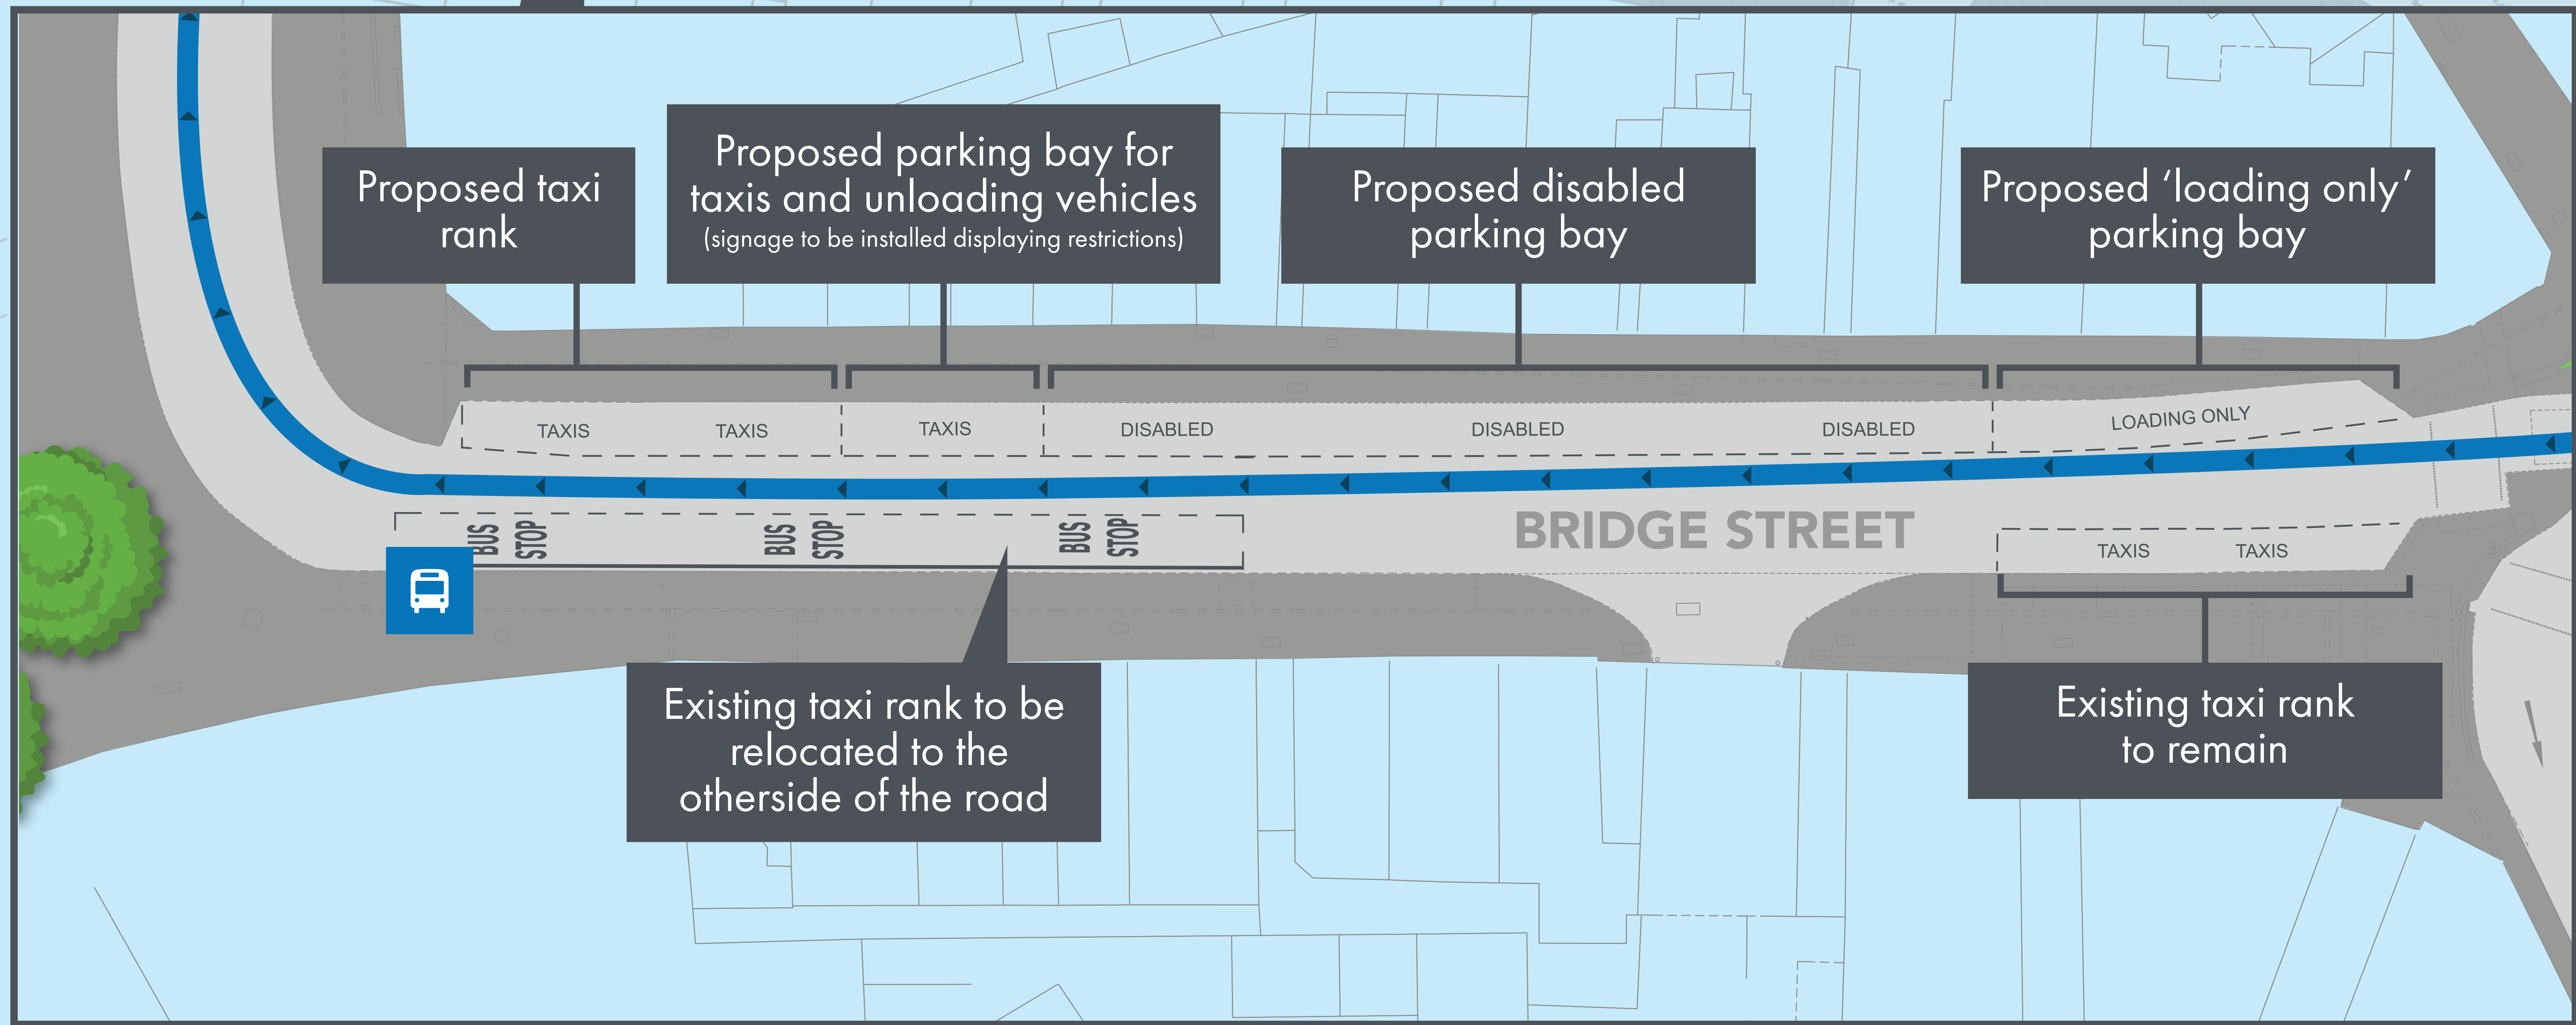 Proposed taxi
rank
Proposed parking bay for
taxis and unloading vehicles
(signage to be installed displaying restrictions)
Proposed disabled
parking bay
Proposed ‘loading only’
parking bay
TAXIS
TAXIS
TAXIS
DISABLED
DISABLED
DISABLED
LOADING ONLY
BUS
STOP
BUS
STOP
BUS
STOP
BRIDGE STREET
TAXIS
TAXIS
Existing taxi rank to be
relocated to the
otherside of the road
Existing taxi rank
to remain